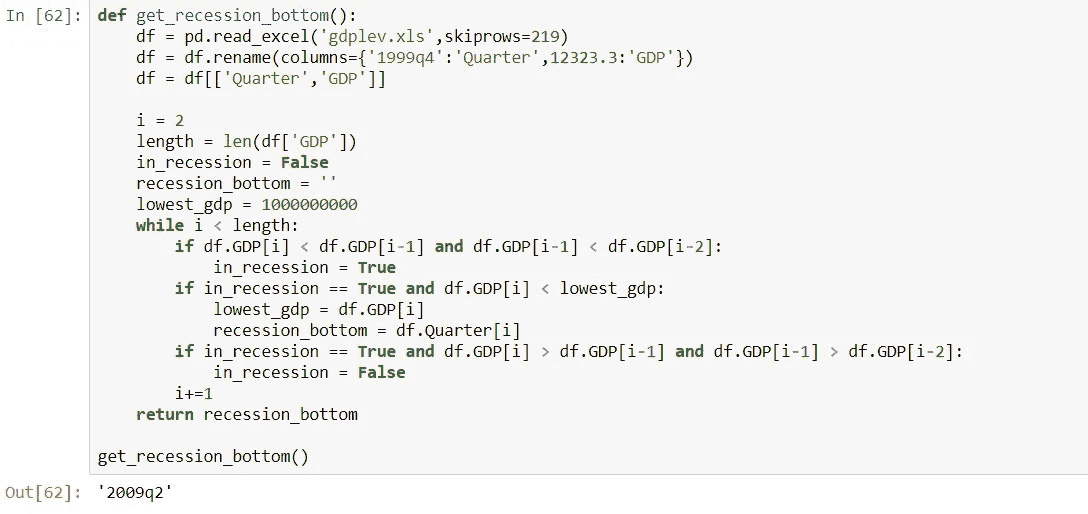 In [62]: def get_recession_bottom():
    df = pd.read_excel('gdplev.xls',skiprows=219)
    df = df.rename(columns={'1999q4':'Quarter',12323.3:'GDP'})
    df = df[['Quarter','GDP']]

    i = 2
    length = len(df['GDP'])
    in_recession = False
    recession_bottom = ''
    lowest_gdp = 1000000000
    while i < length:
        if df.GDP[i] < df.GDP[i-1] and df.GDP[i-1] < df.GDP[i-2]:
            in_recession = True
        if in_recession == True and df.GDP[i] < lowest_gdp:
            lowest_gdp = df.GDP[i]
            recession_bottom = df.Quarter[i]
        if in_recession == True and df.GDP[i] > df.GDP[i-1] and df.GDP[i-1] > df.GDP[i-2]:
            in_recession = False
        i+=1
    return recession_bottom

get_recession_bottom()
Out[62]: '2009q2'